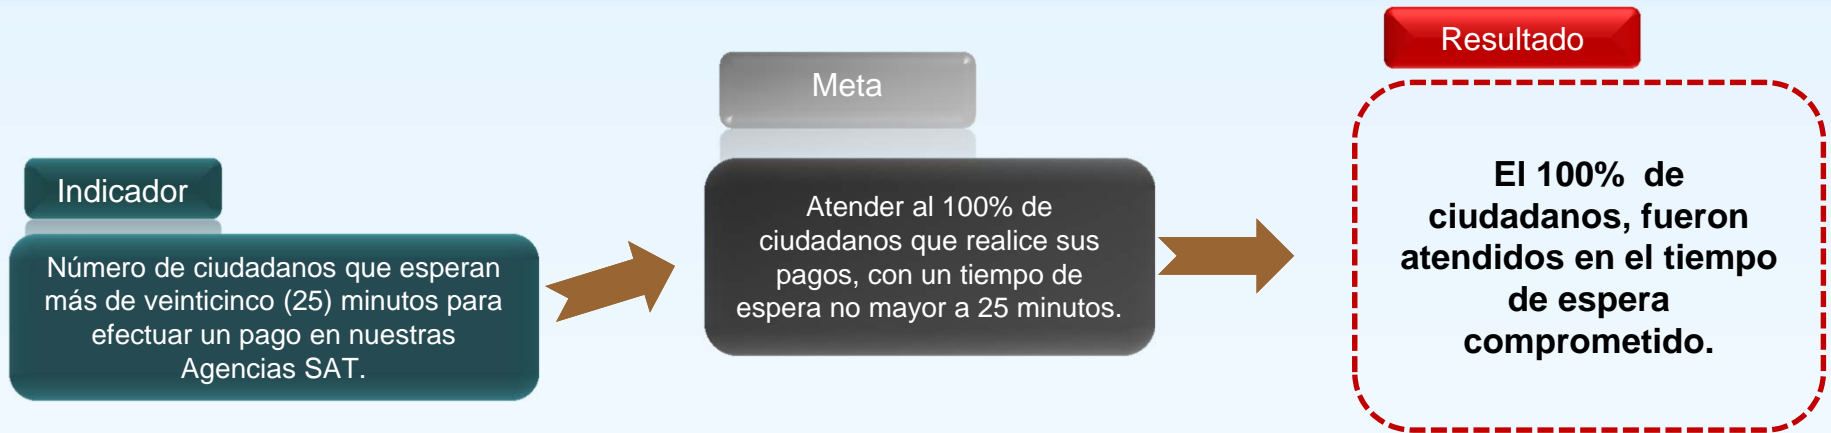 Indicador
Número de ciudadanos que esperan
más de veinticinco (25) minutos para
efectuar un pago en nuestras
Agencias SAT.
Meta
Atender al 100% de
ciudadanos que realice sus
pagos, con un tiempo de
espera no mayor a 25 minutos.
Resultado
El 100% de
ciudadanos, fueron
atendidos en el tiempo
de espera
comprometido.